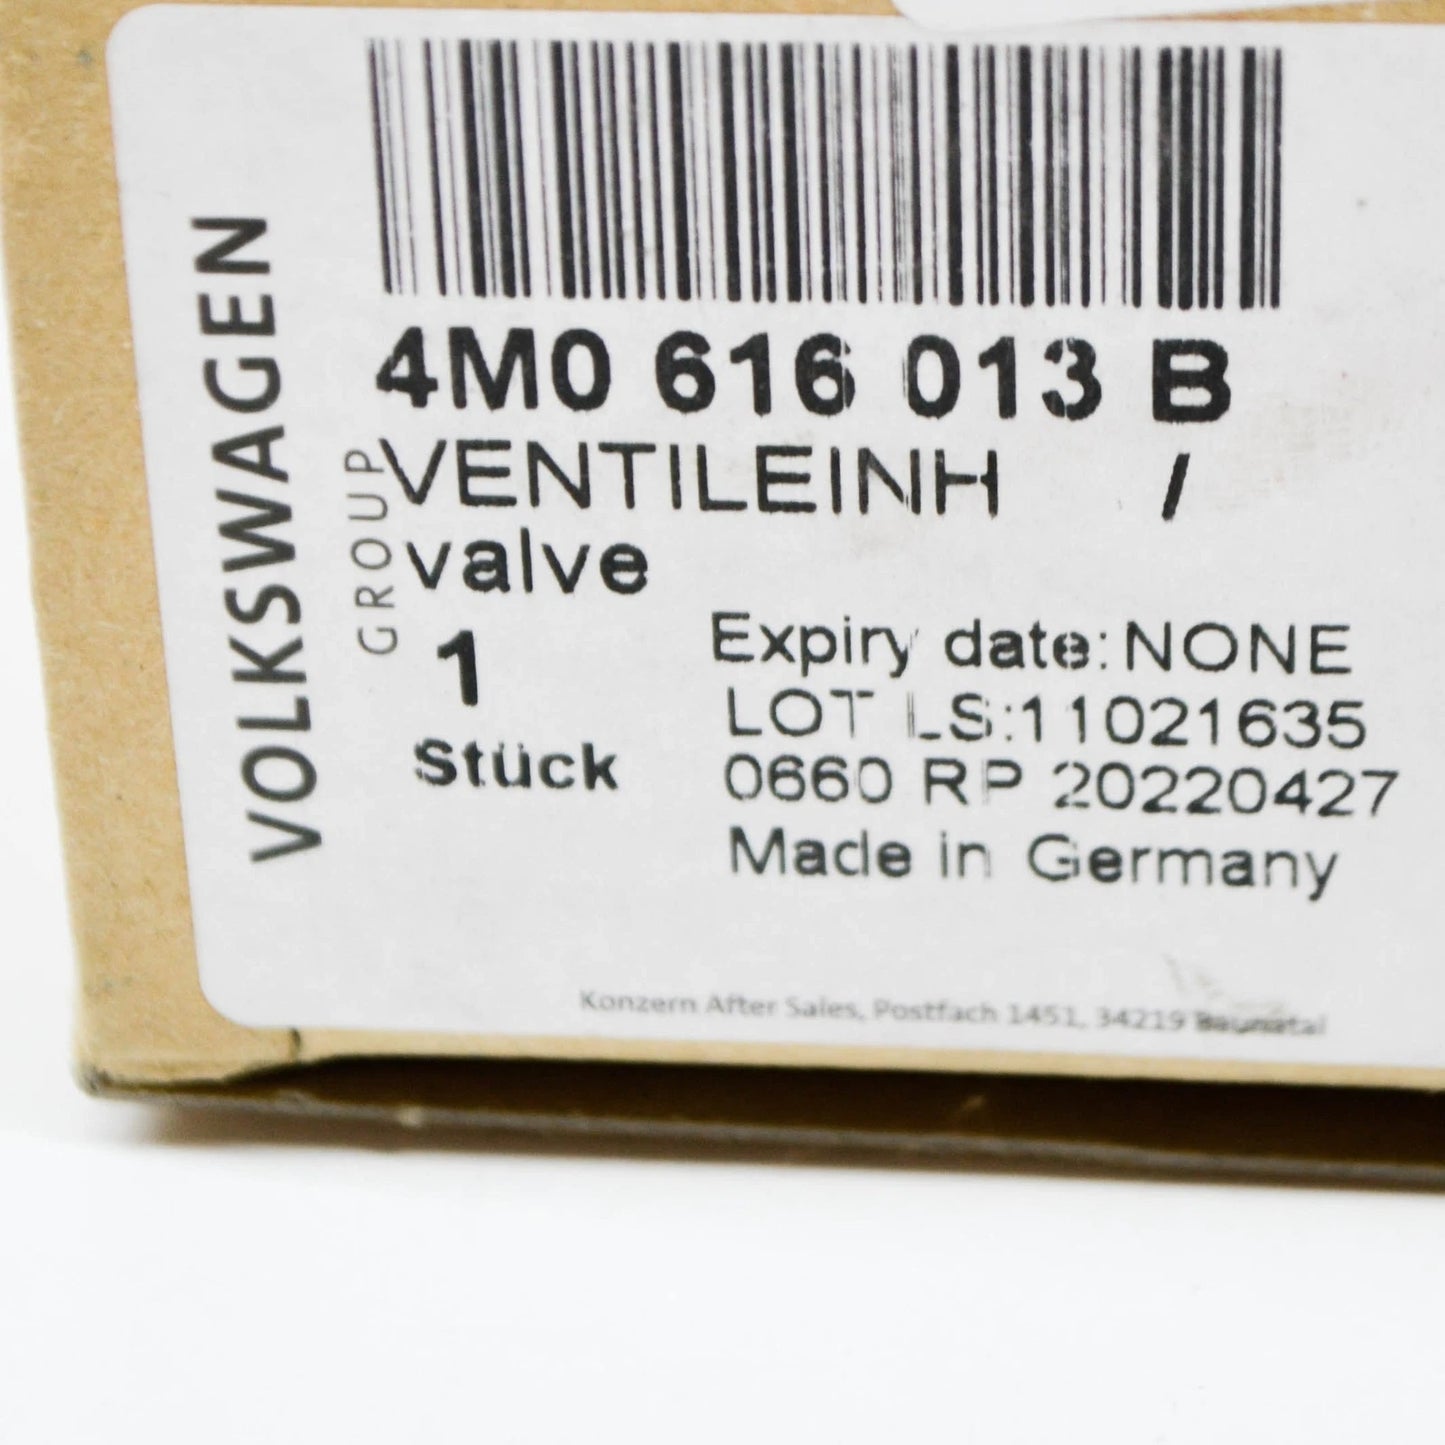 VOLKSWAGEN
GROUP
4M0 616 013 B
VENTILEINH /
valve
1
Stück
Expiry date: NONE
LOT LS:11021635
0660 RP 20220427
Made in Germany
Konzern After Sales, Postfach 1451, 34219 Baunatal